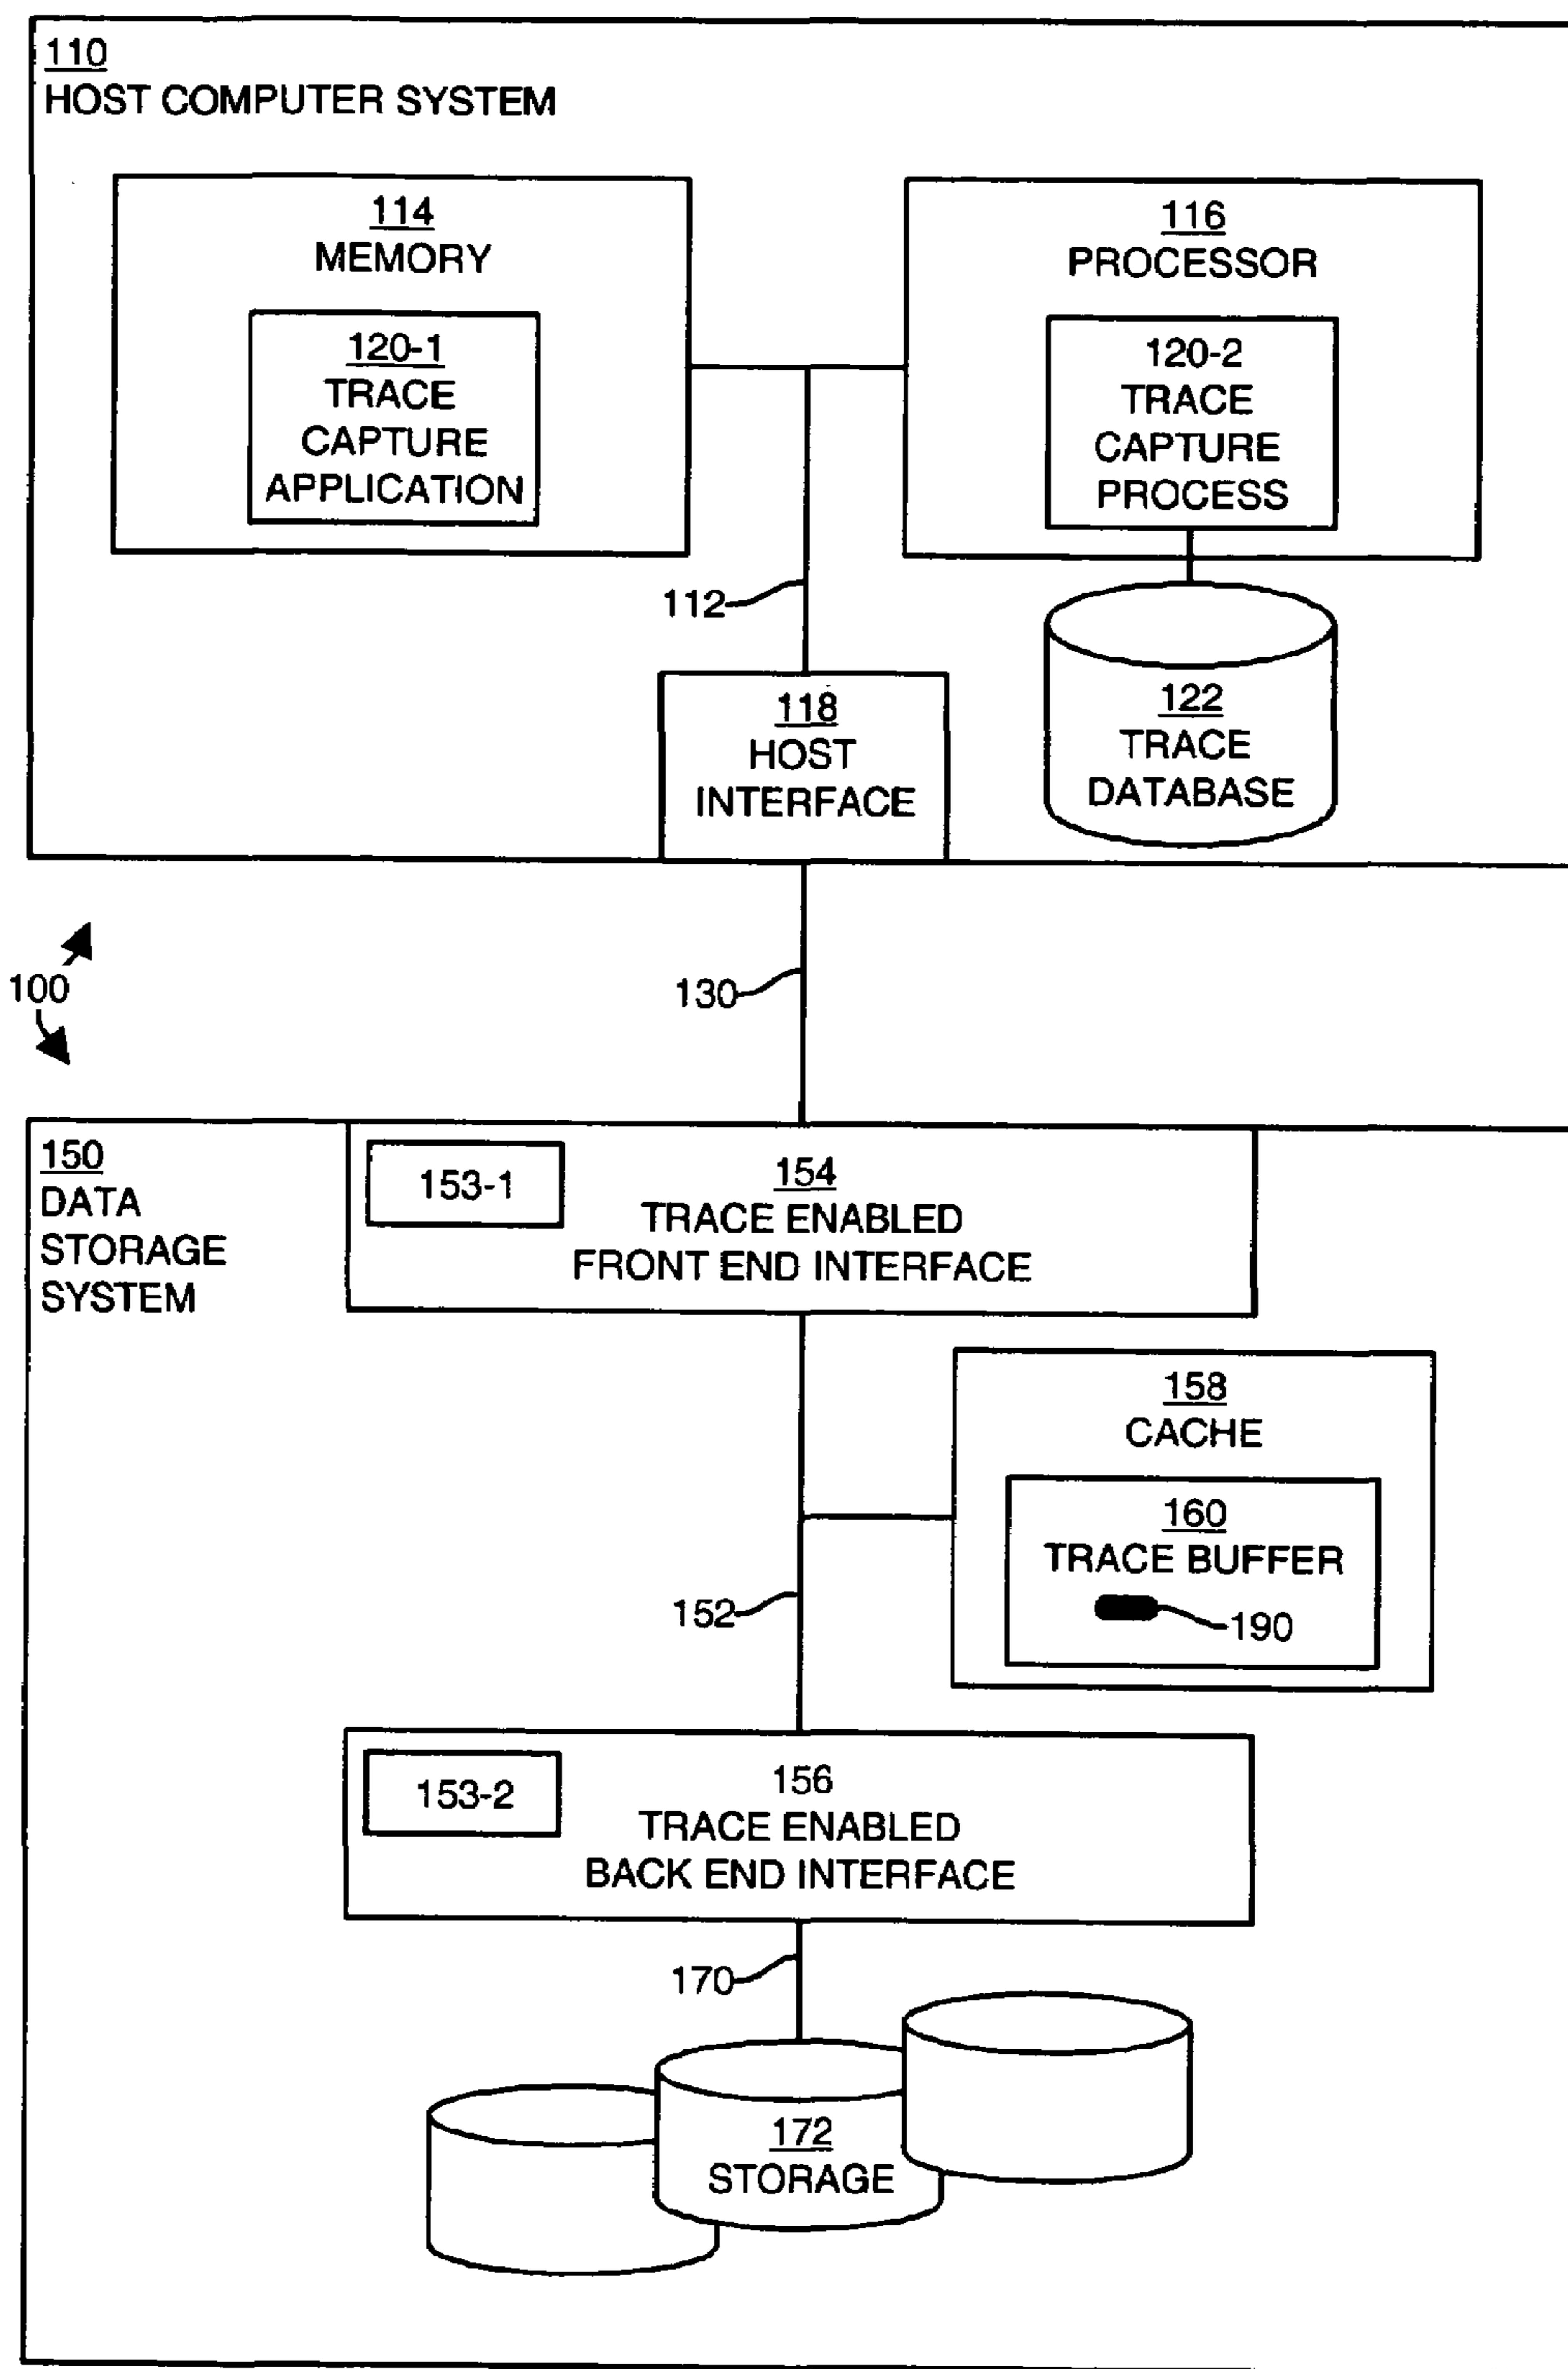 110
HOST COMPUTER SYSTEM
114
MEMORY
120-1
TRACE
CAPTURE
APPLICATION
116
PROCESSOR
120-2
TRACE
CAPTURE
PROCESS
112
118
HOST
INTERFACE
122
TRACE
DATABASE
100
130
150
DATA
STORAGE
SYSTEM
153-1
154
TRACE ENABLED
FRONT END INTERFACE
158
CACHE
160
TRACE BUFFER
190
152
153-2
156
TRACE ENABLED
BACK END INTERFACE
170
172
STORAGE